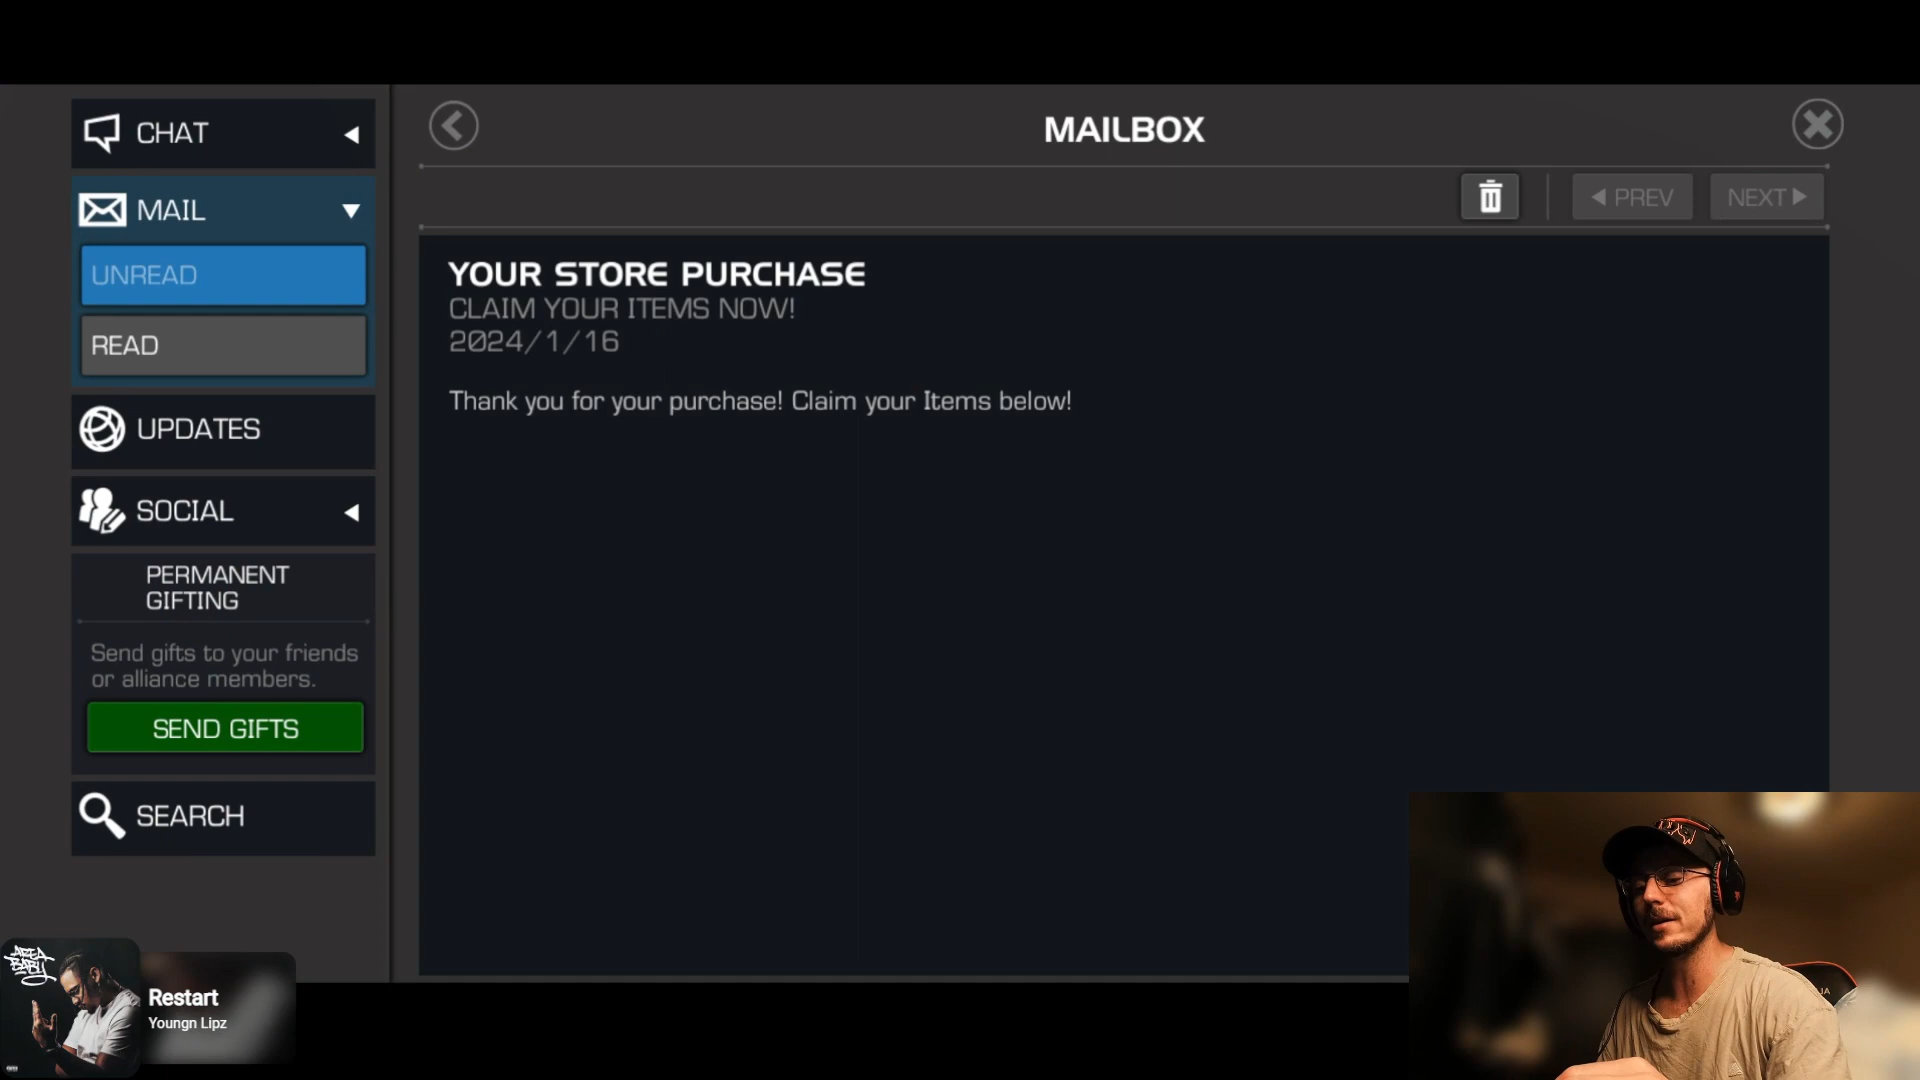 CHAT
MAIL
UNREAD
READ
UPDATES
SOCIAL
PERMANENT
GIFTING
Send gifts to your friends
or alliance members.
SEND GIFTS
SEARCH
MAILBOX
PREV
NEXT
YOUR STORE PURCHASE
CLAIM YOUR ITEMS NOW!
2024/1/16
Thank you for your purchase! Claim your Items below!
AREA
BABY
Restart
Youngn Lipz